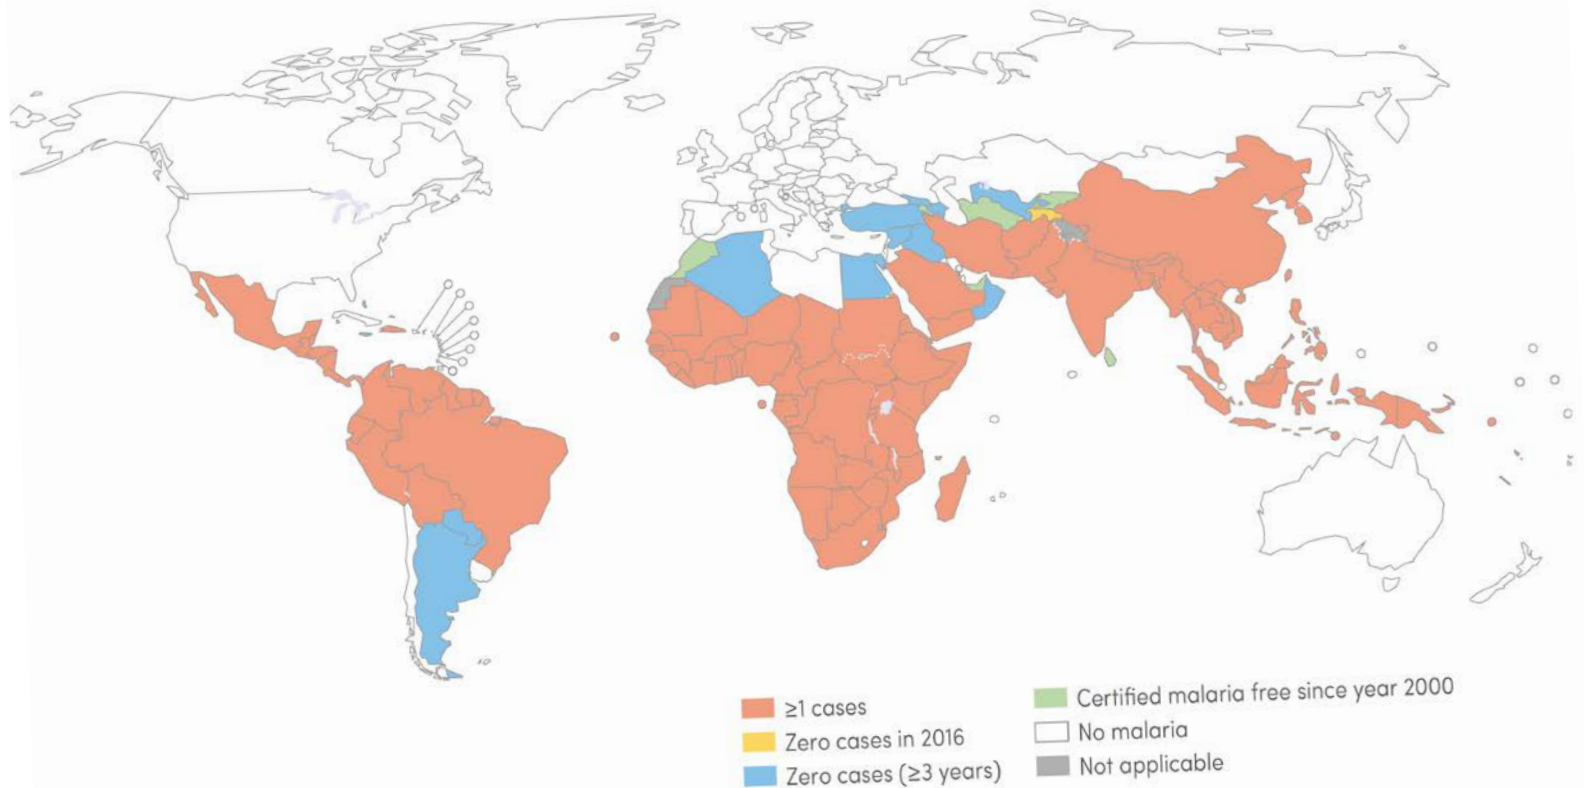 ≥1 cases
Zero cases in 2016
Zero cases (≥3 years)
Certified malaria free since year 2000
No malaria
Not applicable